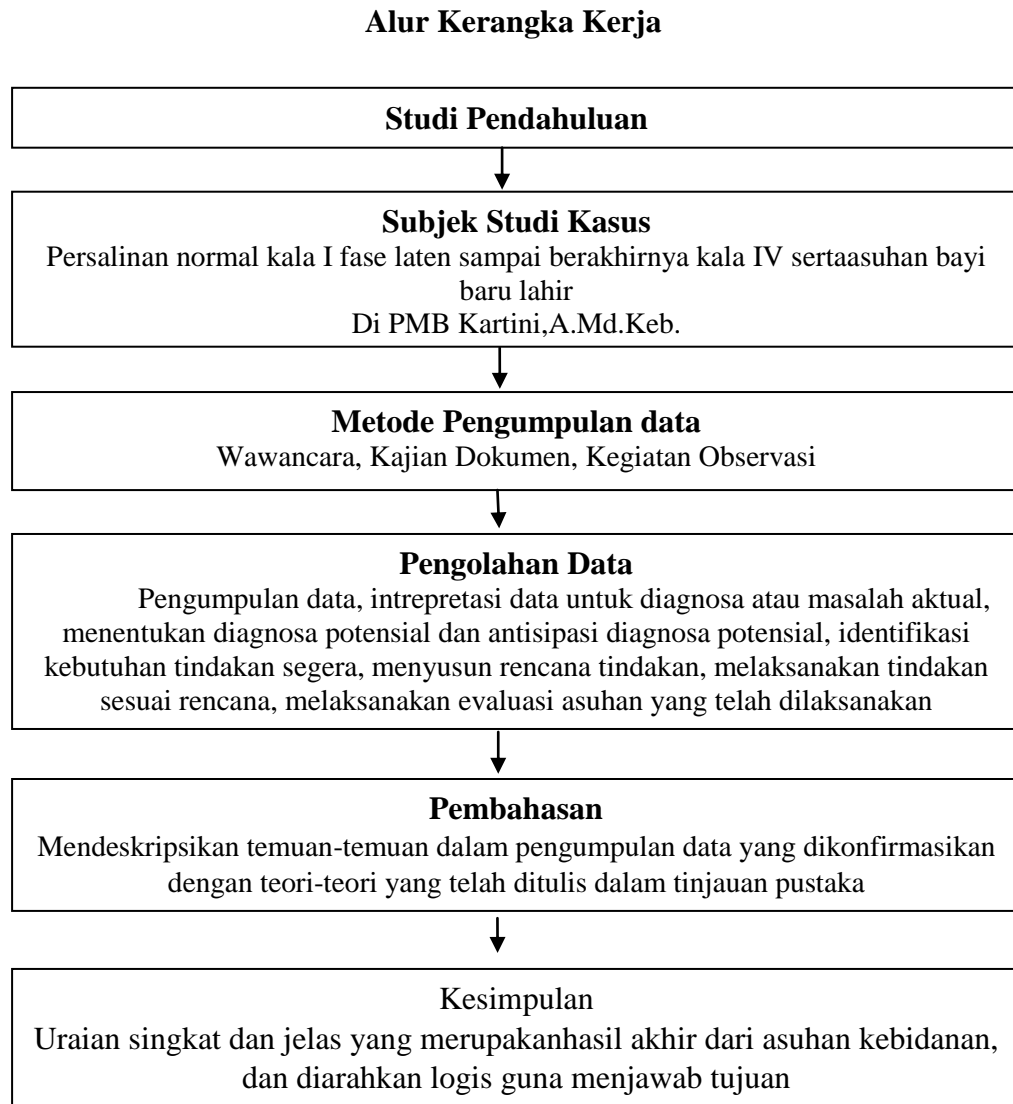 Alur Kerangka Kerja
Studi Pendahuluan
Subjek Studi Kasus
Persalinan normal kala I fase laten sampai berakhirnya kala IV sertaasuhan bayi
baru lahir
Di PMB Kartini,A.Md.Keb.
Metode Pengumpulan data
Wawancara, Kajian Dokumen, Kegiatan Observasi
Pengolahan Data
Pengumpulan data, intrepretasi data untuk diagnosa atau masalah aktual,
menentukan diagnosa potensial dan antisipasi diagnosa potensial, identifikasi
kebutuhan tindakan segera, menyusun rencana tindakan, melaksanakan tindakan
sesuai rencana, melaksanakan evaluasi asuhan yang telah dilaksanakan
Pembahasan
Mendeskripsikan temuan-temuan dalam pengumpulan data yang dikonfirmasikan
dengan teori-teori yang telah ditulis dalam tinjauan pustaka
Kesimpulan
Uraian singkat dan jelas yang merupakanhasil akhir dari asuhan kebidanan,
dan diarahkan logis guna menjawab tujuan